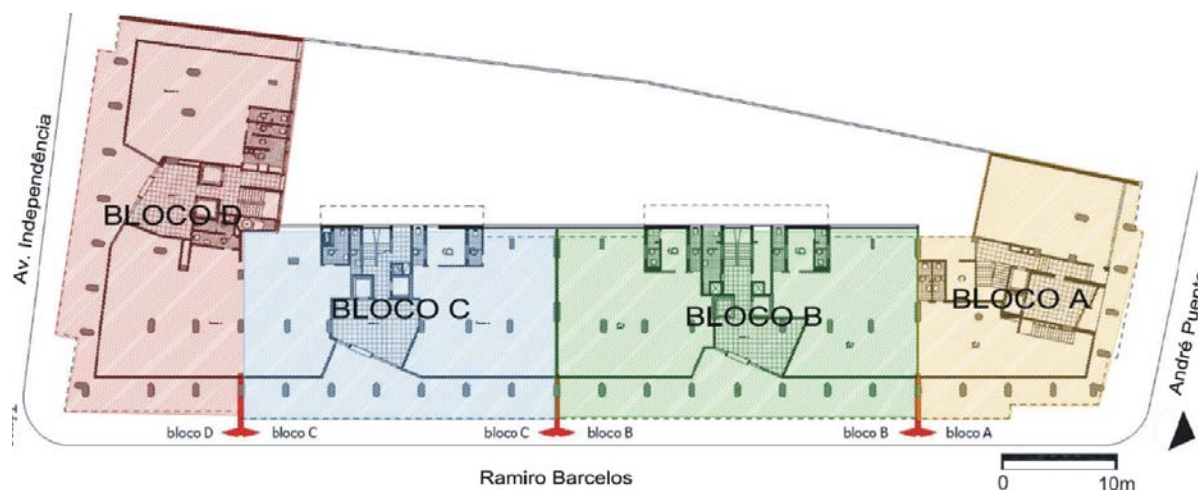 Av. Independência
BLOCO D
BLOCO C
BLOCO B
BLOCO A
André Puente
bloco D
bloco C
bloco C
bloco B
bloco B
bloco A
Ramiro Barcelos
0
10m